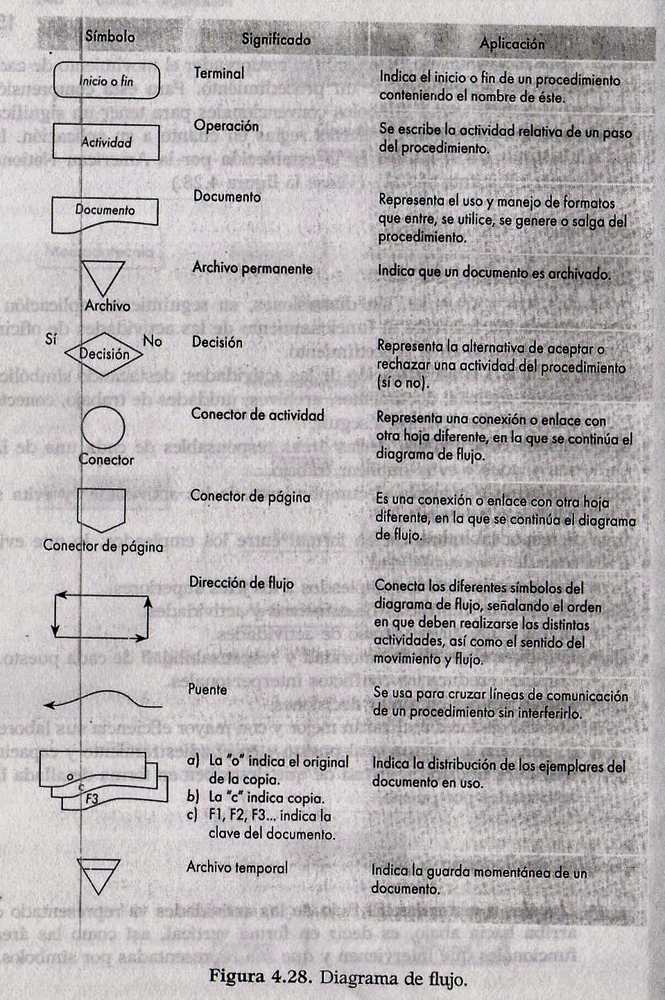 Símbolo Significado Aplicación
Inicio o fin
Terminal
Indica el inicio o fin de un procedimiento
conteniendo el nombre de éste.
Actividad
Operación
Se escribe la actividad relativa de un paso
del procedimiento.
Documento
Documento
Representa el uso y manejo de formatos
que entre, se utilice, se genere o salga del
procedimiento.
Archivo
Archivo permanente
Indica que un documento es archivado.
Sí No
Decisión
Decisión
Representa la alternativa de aceptar o
rechazar una actividad del procedimiento
(sí o no).
Conector
Conector de actividad
Representa una conexión o enlace con
otra hoja diferente, en la que se continúa el
diagrama de flujo.
Conector de página
Conector de página
Es una conexión o enlace con otra hoja
diferente, en la que se continúa el diagrama
de flujo.
Dirección de flujo
Conecta los diferentes símbolos del
diagrama de flujo, señalando el orden
en que deben realizarse las distintas
actividades, así como el sentido del
movimiento y flujo.
Puente
Se usa para cruzar líneas de comunicación
de un procedimiento sin interferirlo.
o
c
F3
a) La "o" indica el original
de la copia.
b) La "c" indica copia.
c) F1, F2, F3... indica la
clave del documento.
Indica la distribución de los ejemplares del
documento en uso.
Archivo temporal
Indica la guarda momentánea de un
documento.
Figura 4.28. Diagrama de flujo.